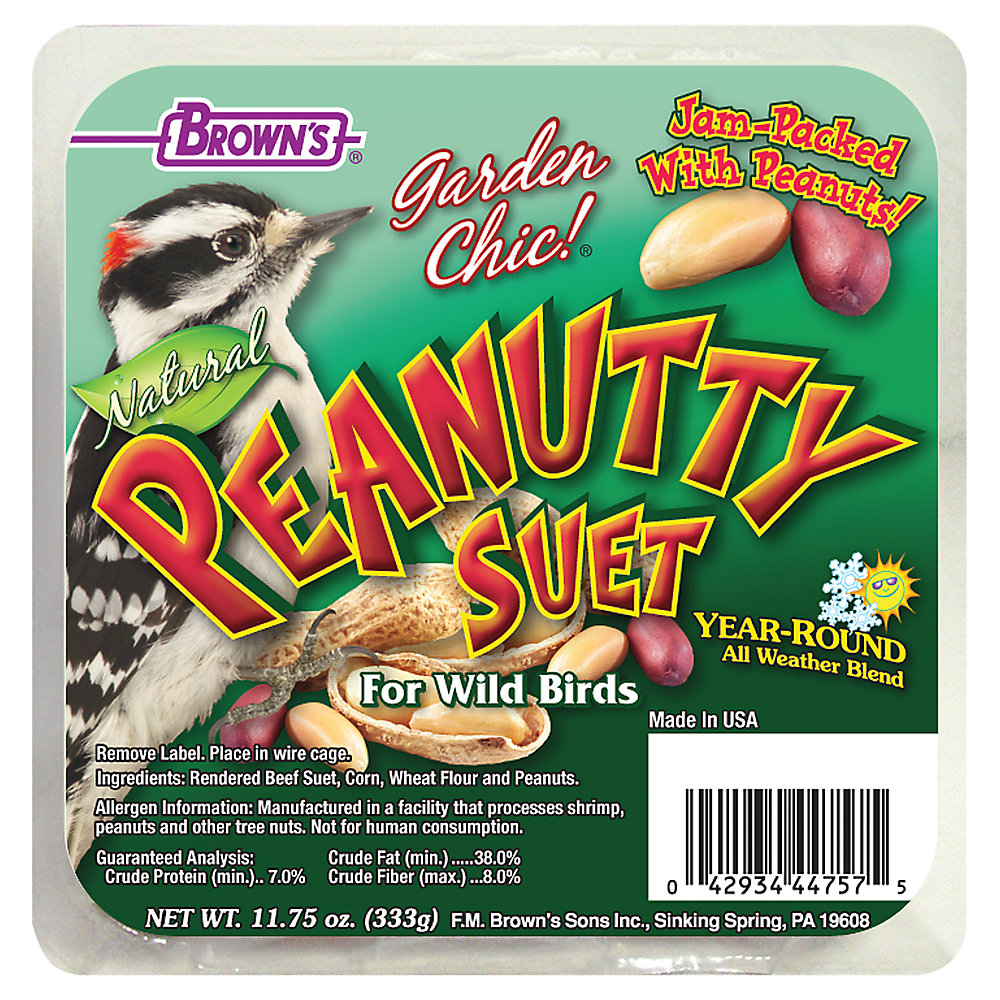 BROWN'S®
Garden
Chic!®
Jam-Packed
With Peanuts!
Natural
PEANUTTY
SUET
YEAR-ROUND
All Weather Blend
For Wild Birds
Made In USA
Remove Label. Place in wire cage.
Ingredients: Rendered Beef Suet, Corn, Wheat Flour and Peanuts.
Allergen Information: Manufactured in a facility that processes shrimp,
peanuts and other tree nuts. Not for human consumption.
Guaranteed Analysis: Crude Fat (min.).....38.0%
Crude Protein (min.).. 7.0% Crude Fiber (max.) ...8.0%
0 42934 44757 5
NET WT. 11.75 oz. (333g) F.M. Brown's Sons Inc., Sinking Spring, PA 19608